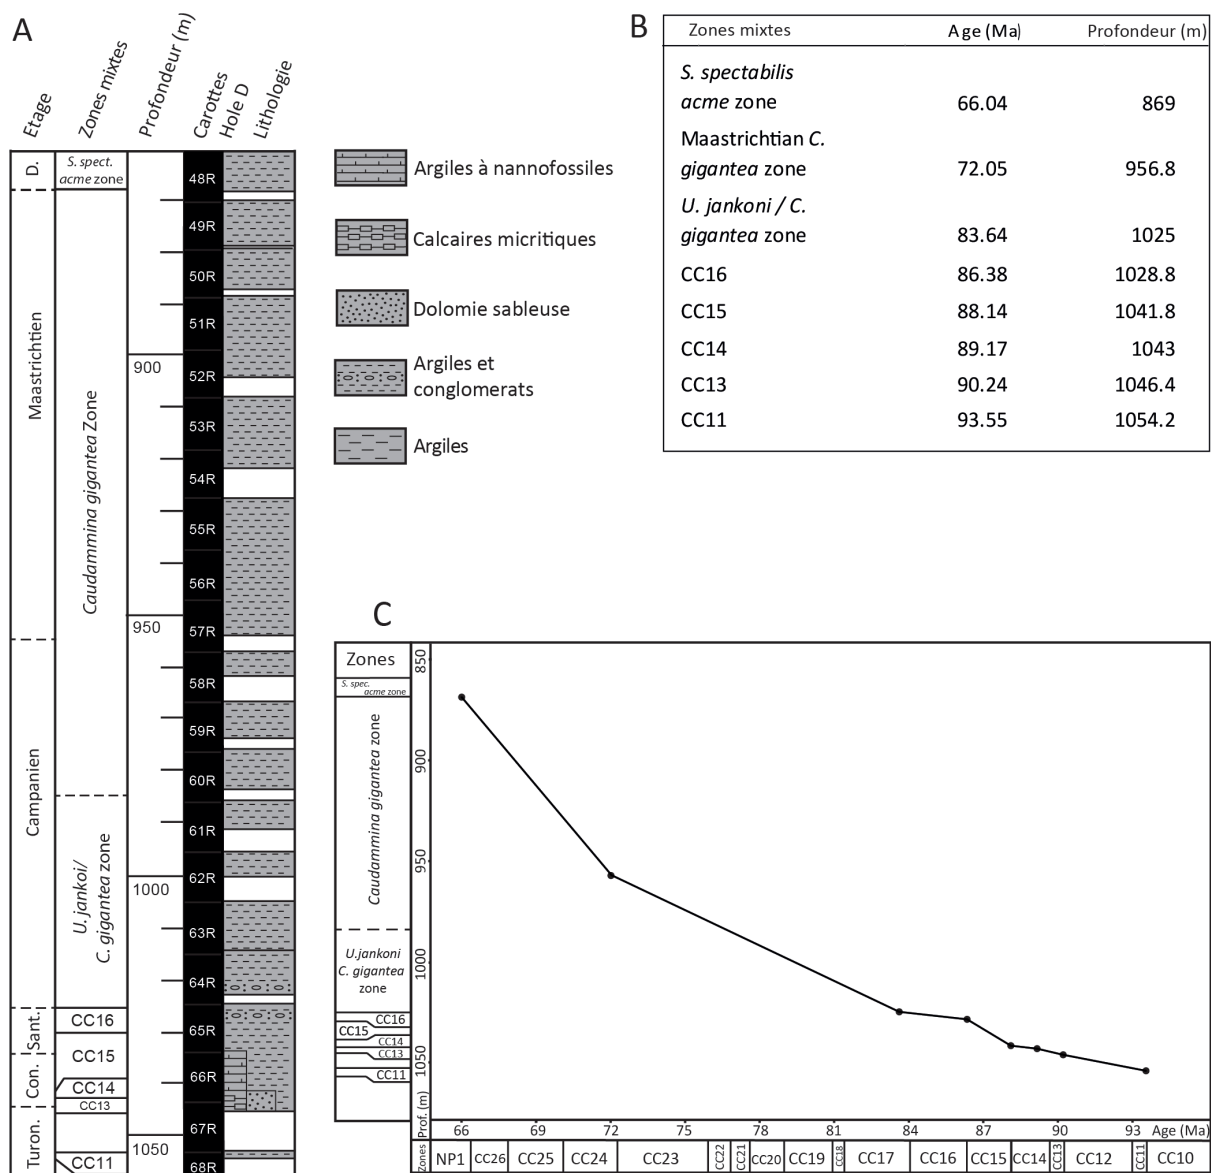 A
Etage
Zones mixtes
Profondeur (m)
Carottes
Hole D
Lithologie
D.
Maastrichtien
Campanien
Sant.
Con.
Turon.
S. spect.
acme zone
Caudammina gigantea Zone
U. jankoi/
C. gigantea zone
CC16
CC15
CC14
CC13
CC11
900
950
1000
1050
48R
49R
50R
51R
52R
53R
54R
55R
56R
57R
58R
59R
60R
61R
62R
63R
64R
65R
66R
67R
68R
Argiles à nannofossiles
Calcaires micritiques
Dolomie sableuse
Argiles et
conglomerats
Argiles
B
Zones mixtes Age (Ma) Profondeur (m)
S. spectabilis
acme zone 66.04 869
Maastrichtian C.
gigantea zone 72.05 956.8
U. jankoni / C.
gigantea zone 83.64 1025
CC16 86.38 1028.8
CC15 88.14 1041.8
CC14 89.17 1043
CC13 90.24 1046.4
CC11 93.55 1054.2
C
Zones
S. spec.
acme zone
Caudammina gigantea zone
U.jankoni
C. gigantea
zone
CC16
CC15
CC14
CC13
CC11
850
900
950
1000
1050
Prof. (m)
66 69 72 75 78 81 84 87 90 93 Age (Ma)
Zones NP1 CC26 CC25 CC24 CC23 CC22 CC21 CC20 CC19 CC18 CC17 CC16 CC15 CC14 CC13 CC12 CC11 CC10